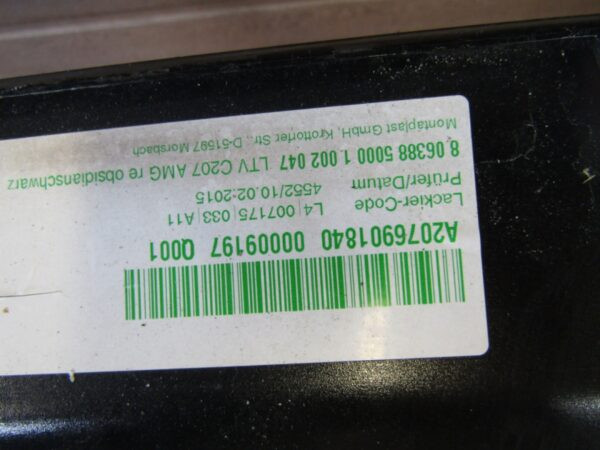 Montaplast GmbH, Krottorfer Str., D-51597 Morsbach
8.06388 5000 1 002 047 LTV C207 AMG re obsidianschwarz
Prüfer/Datum 4552/10.02.2015
Lackier-Code L4|007175|033|A11
A2076901840 00009197 Q001